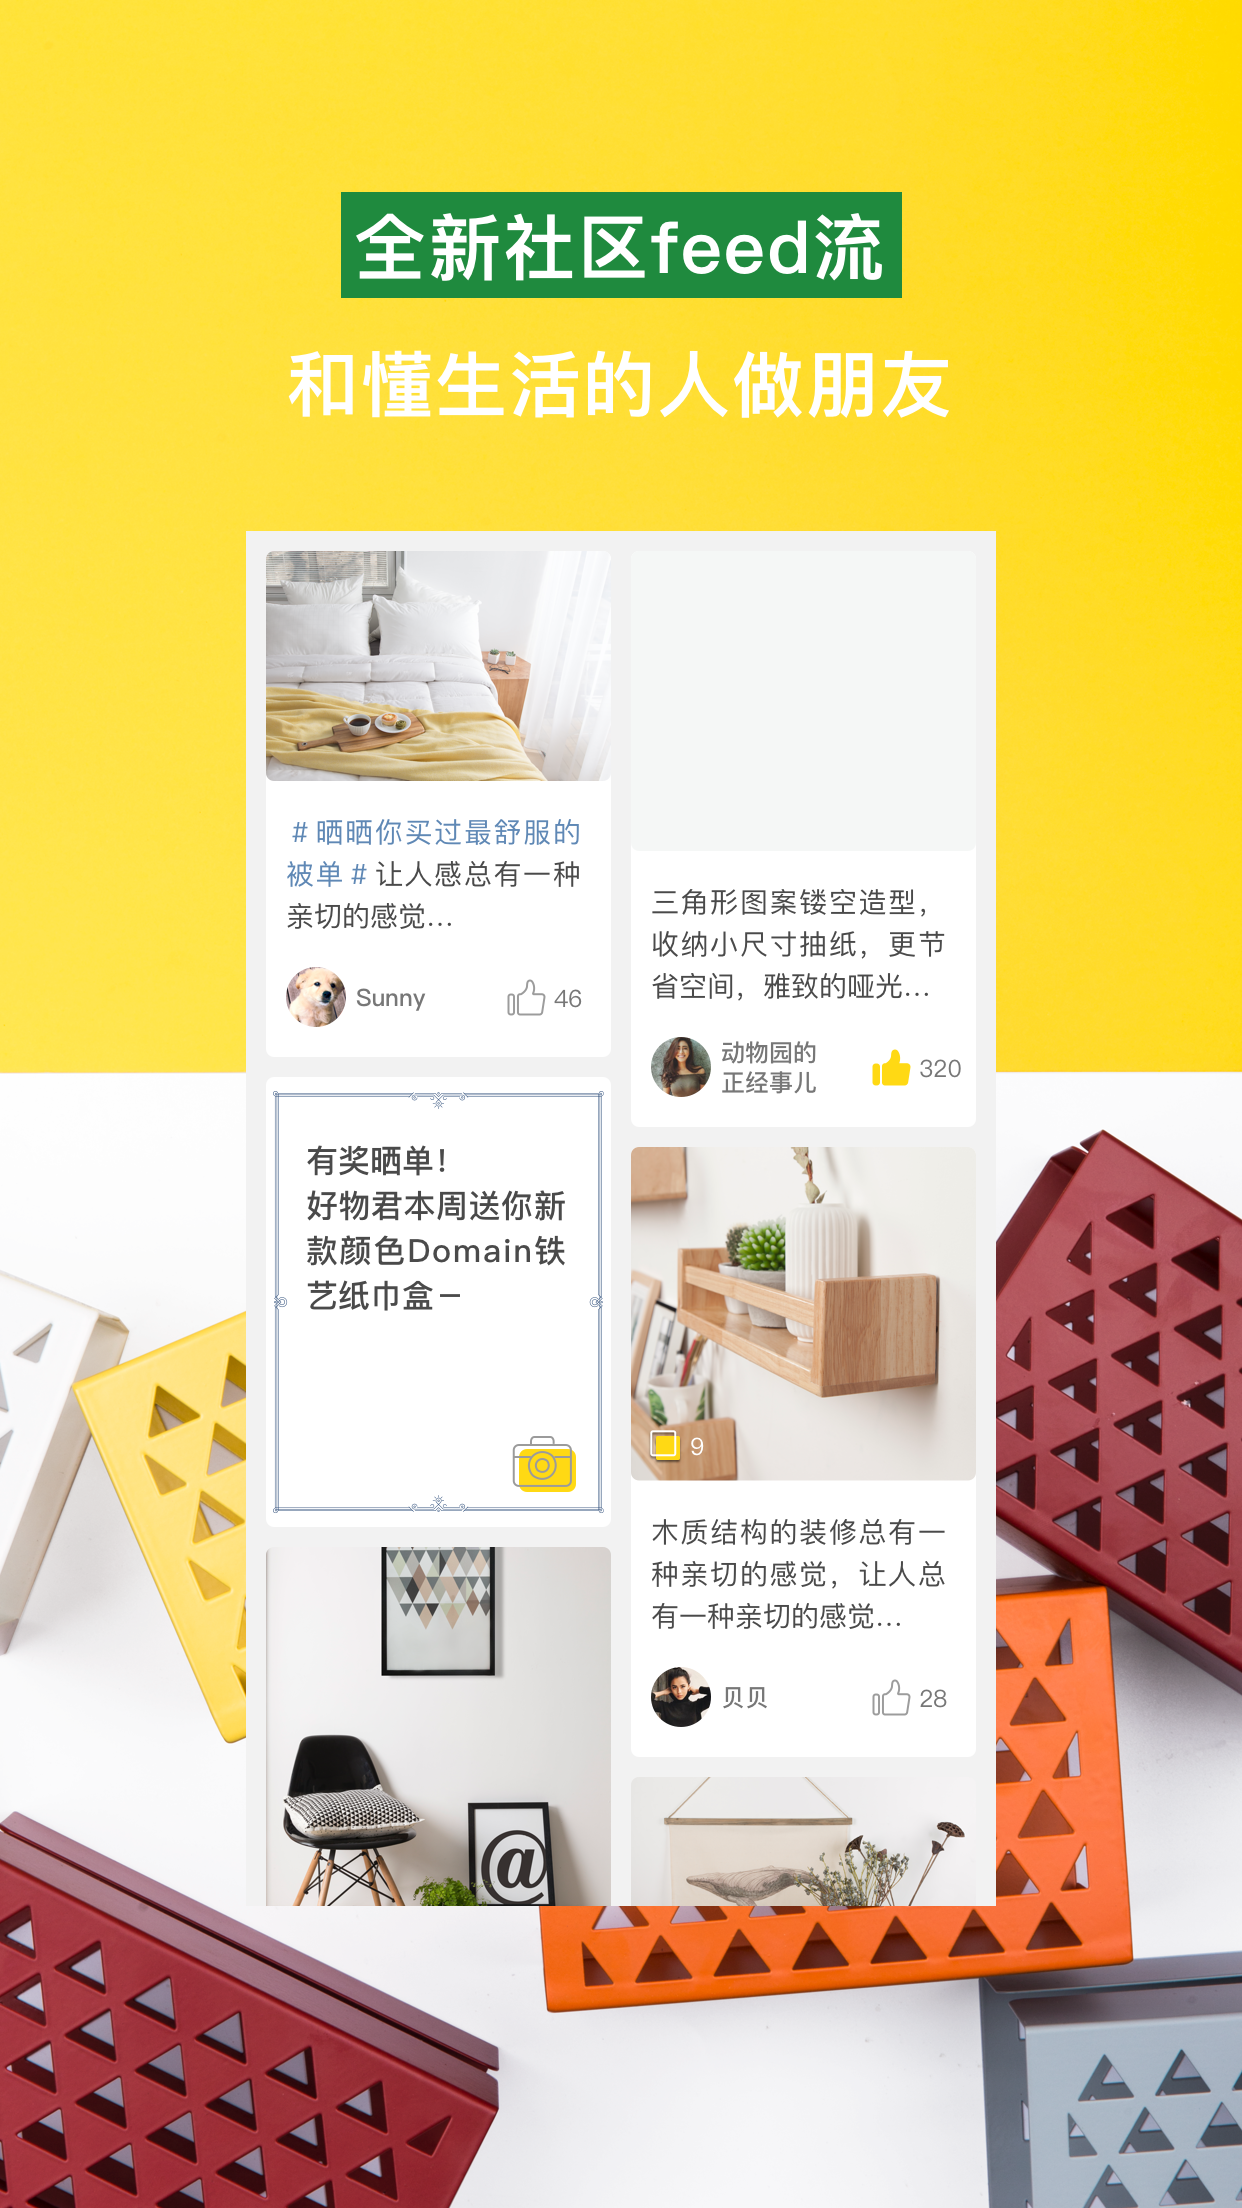 全新社区feed流
和懂生活的人做朋友
#晒晒你买过最舒服的
被单#让人感总有一种
亲切的感觉...
Sunny
46
有奖晒单！
好物君本周送你新
款颜色Domain铁
艺纸巾盒－
@
三角形图案镂空造型，
收纳小尺寸抽纸，更节
省空间，雅致的哑光...
动物园的
正经事儿
320
9
木质结构的装修总有一
种亲切的感觉，让人总
有一种亲切的感觉...
贝贝
28